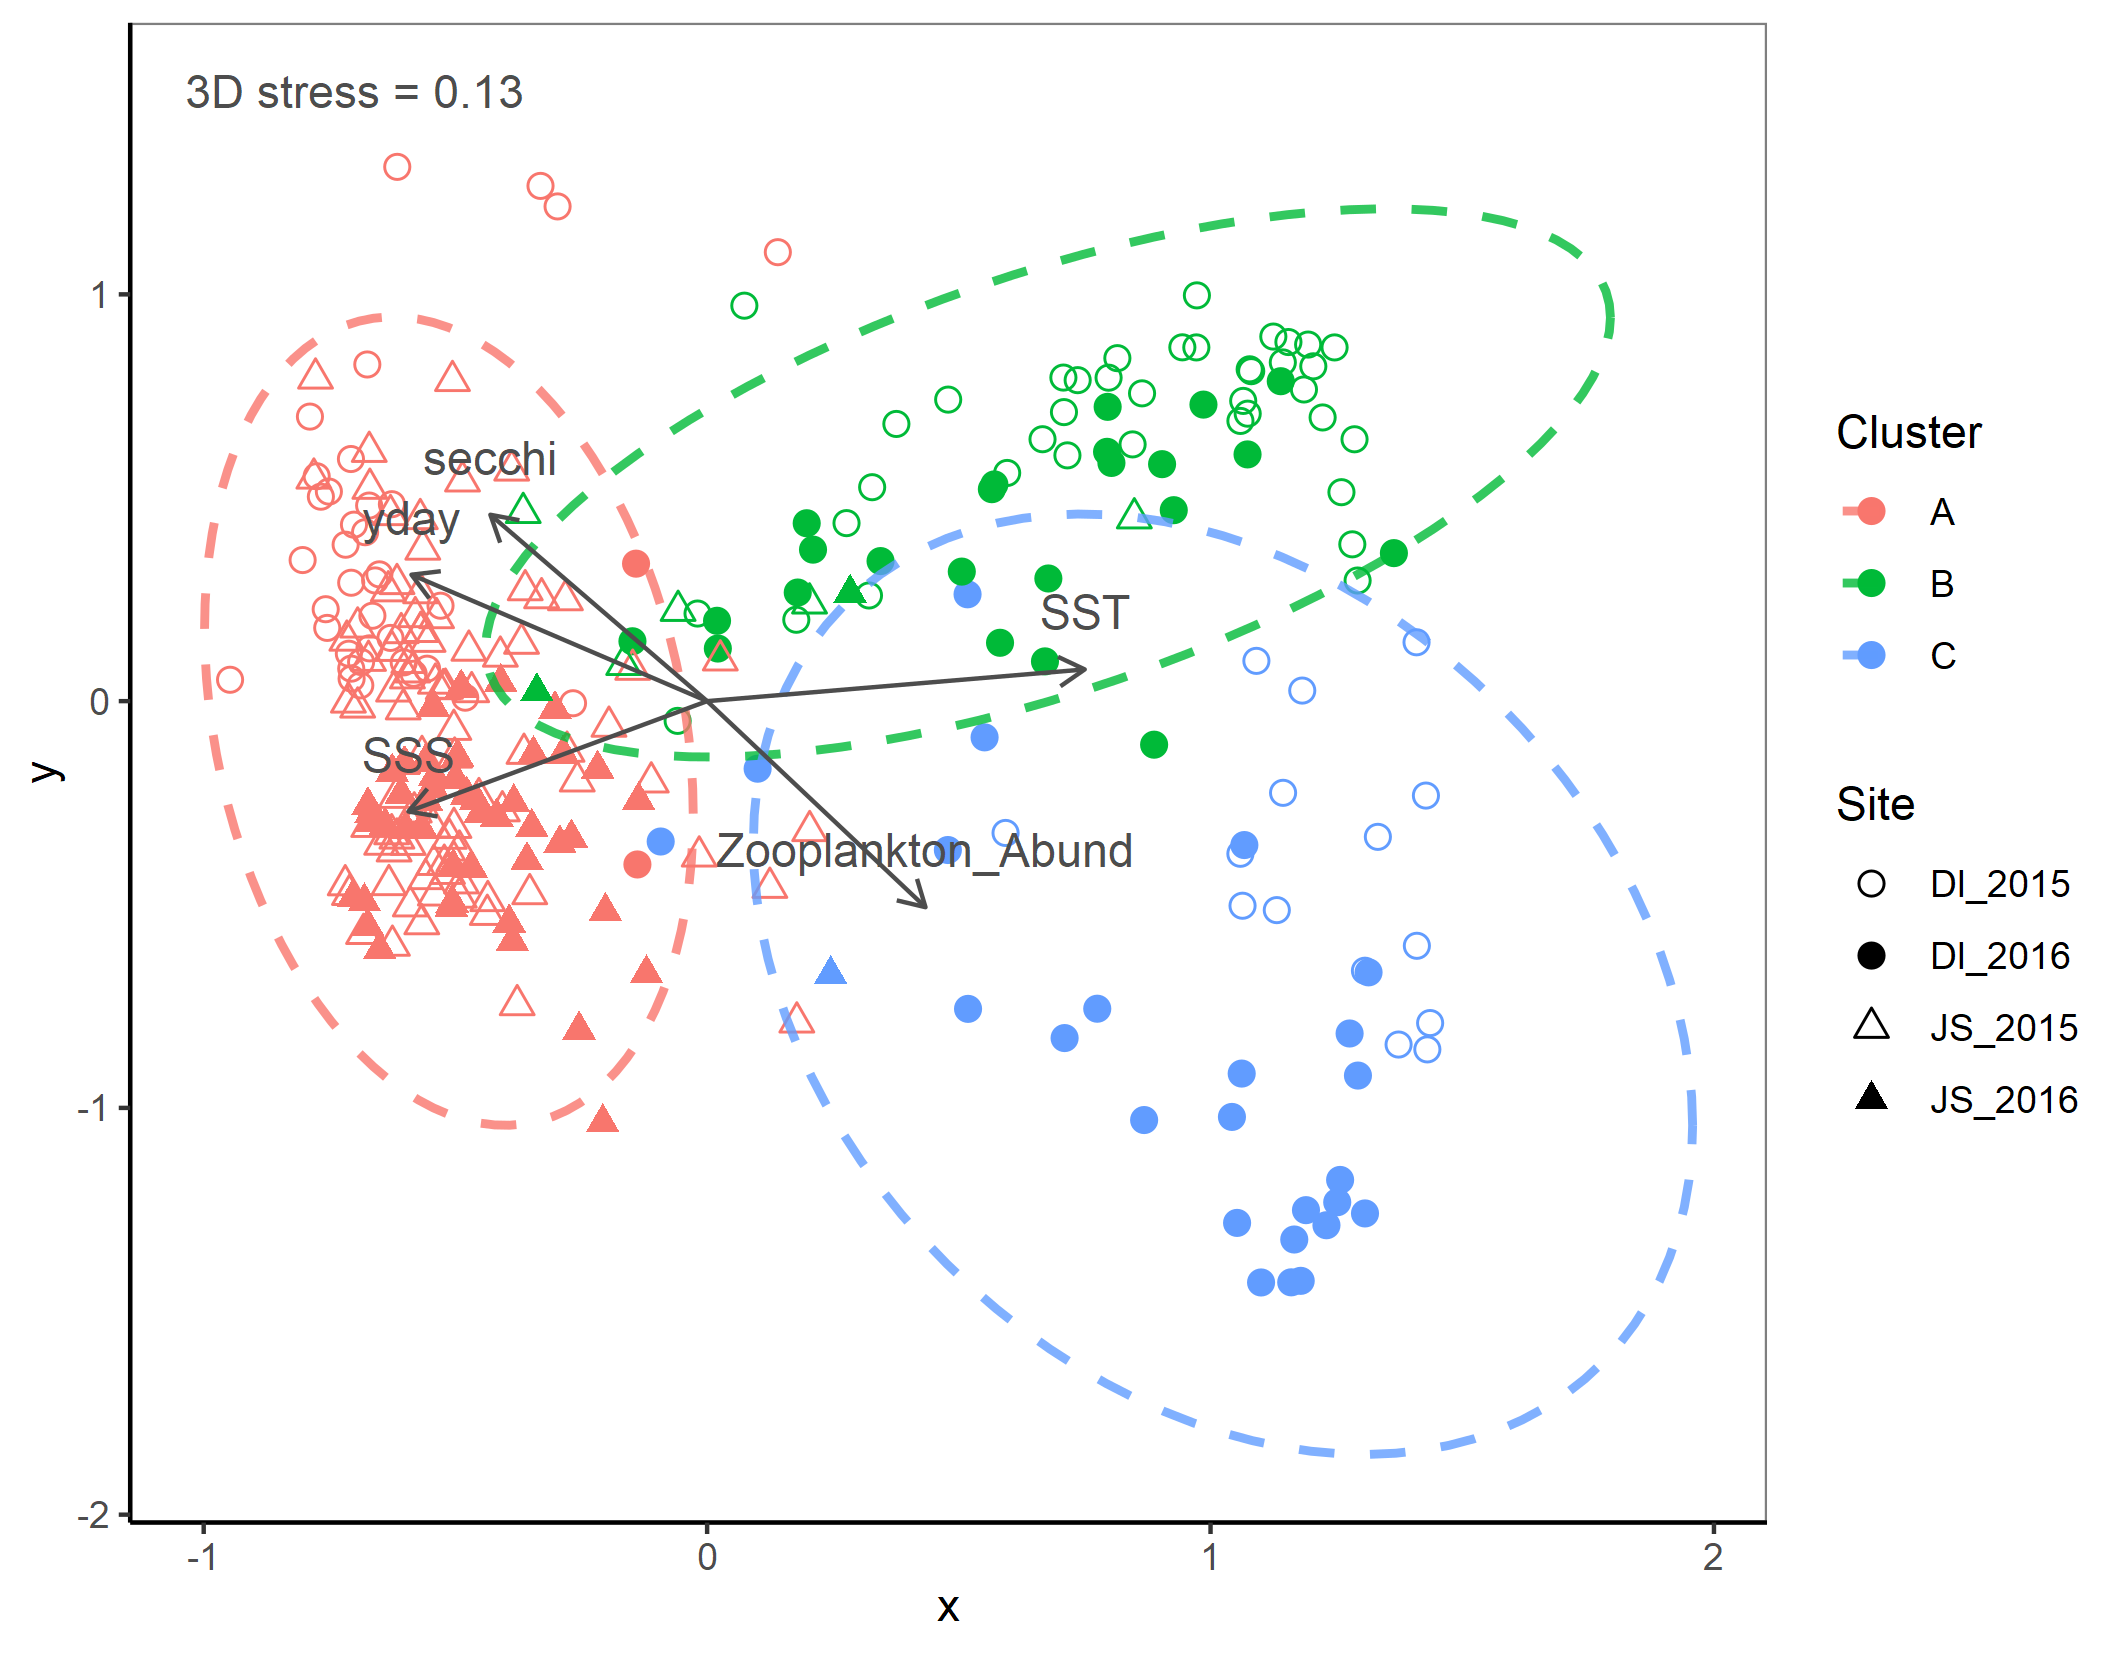 3D stress = 0.13
secchi
yday
SST
SSS
Zooplankton_Abund
1
0
-1
-2
-1
0
1
2
x
y
Cluster
A
B
C
Site
DI_2015
DI_2016
JS_2015
JS_2016